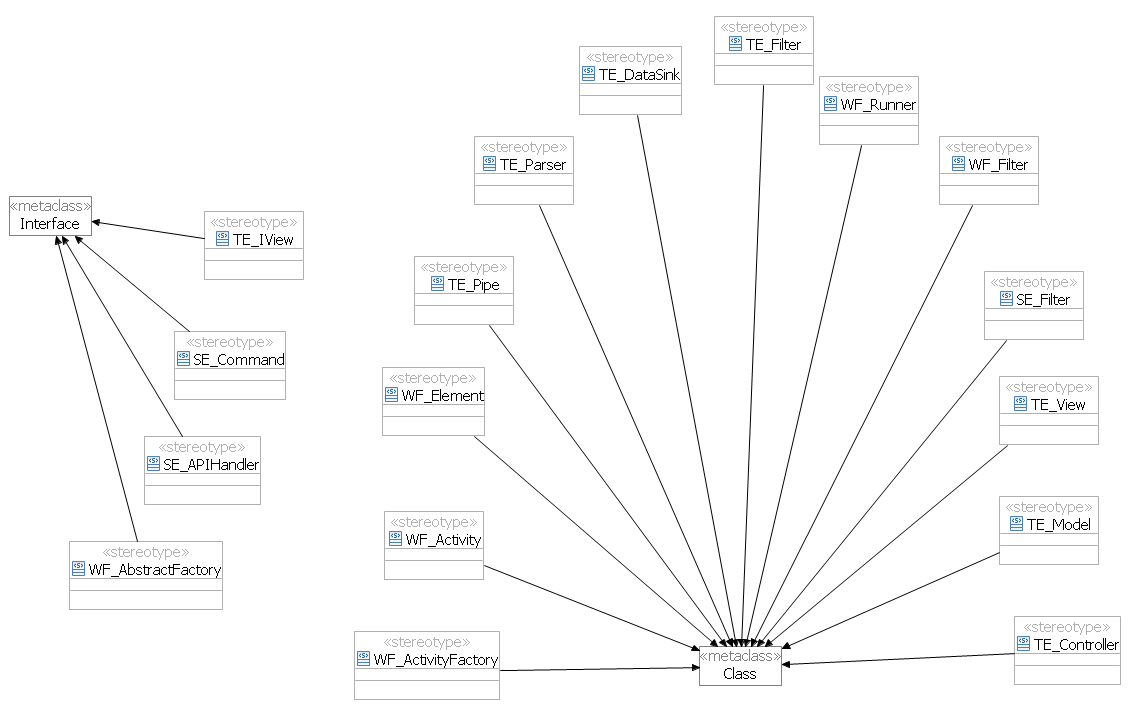 «stereotype»
TE_Filter
«stereotype»
TE_DataSink
«stereotype»
WF_Runner
«stereotype»
TE_Parser
«stereotype»
WF_Filter
«metaclass»
Interface
«stereotype»
TE_IView
«stereotype»
TE_Pipe
«stereotype»
SE_Filter
«stereotype»
SE_Command
«stereotype»
WF_Element
«stereotype»
TE_View
«stereotype»
SE_APIHandler
«stereotype»
WF_Activity
«stereotype»
TE_Model
«stereotype»
WF_AbstractFactory
«stereotype»
WF_ActivityFactory
«metaclass»
Class
«stereotype»
TE_Controller